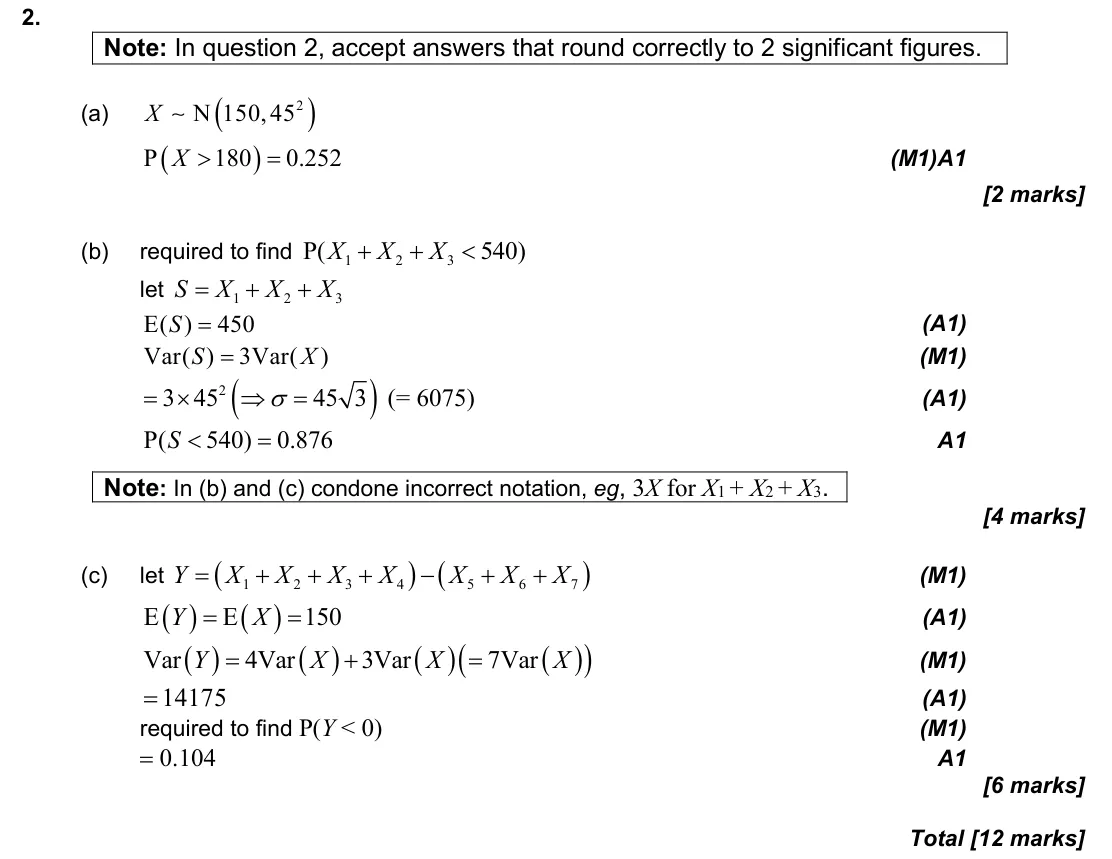 2.
Note: In question 2, accept answers that round correctly to 2 significant figures.
(a) X ~ N(150, 45²)
P(X > 180) = 0.252 (M1)A1
[2 marks]
(b) required to find P(X₁ + X₂ + X₃ < 540)
let S = X₁ + X₂ + X₃
E(S) = 450 (A1)
Var(S) = 3Var(X) (M1)
= 3 × 45² (⇒ σ = 45√3) (= 6075) (A1)
P(S < 540) = 0.876 A1
Note: In (b) and (c) condone incorrect notation, eg, 3X for X₁ + X₂ + X₃.
[4 marks]
(c) let Y = (X₁ + X₂ + X₃ + X₄) − (X₅ + X₆ + X₇) (M1)
E(Y) = E(X) = 150 (A1)
Var(Y) = 4Var(X) + 3Var(X)(= 7Var(X)) (M1)
= 14175 (A1)
required to find P(Y < 0) (M1)
= 0.104 A1
[6 marks]
Total [12 marks]